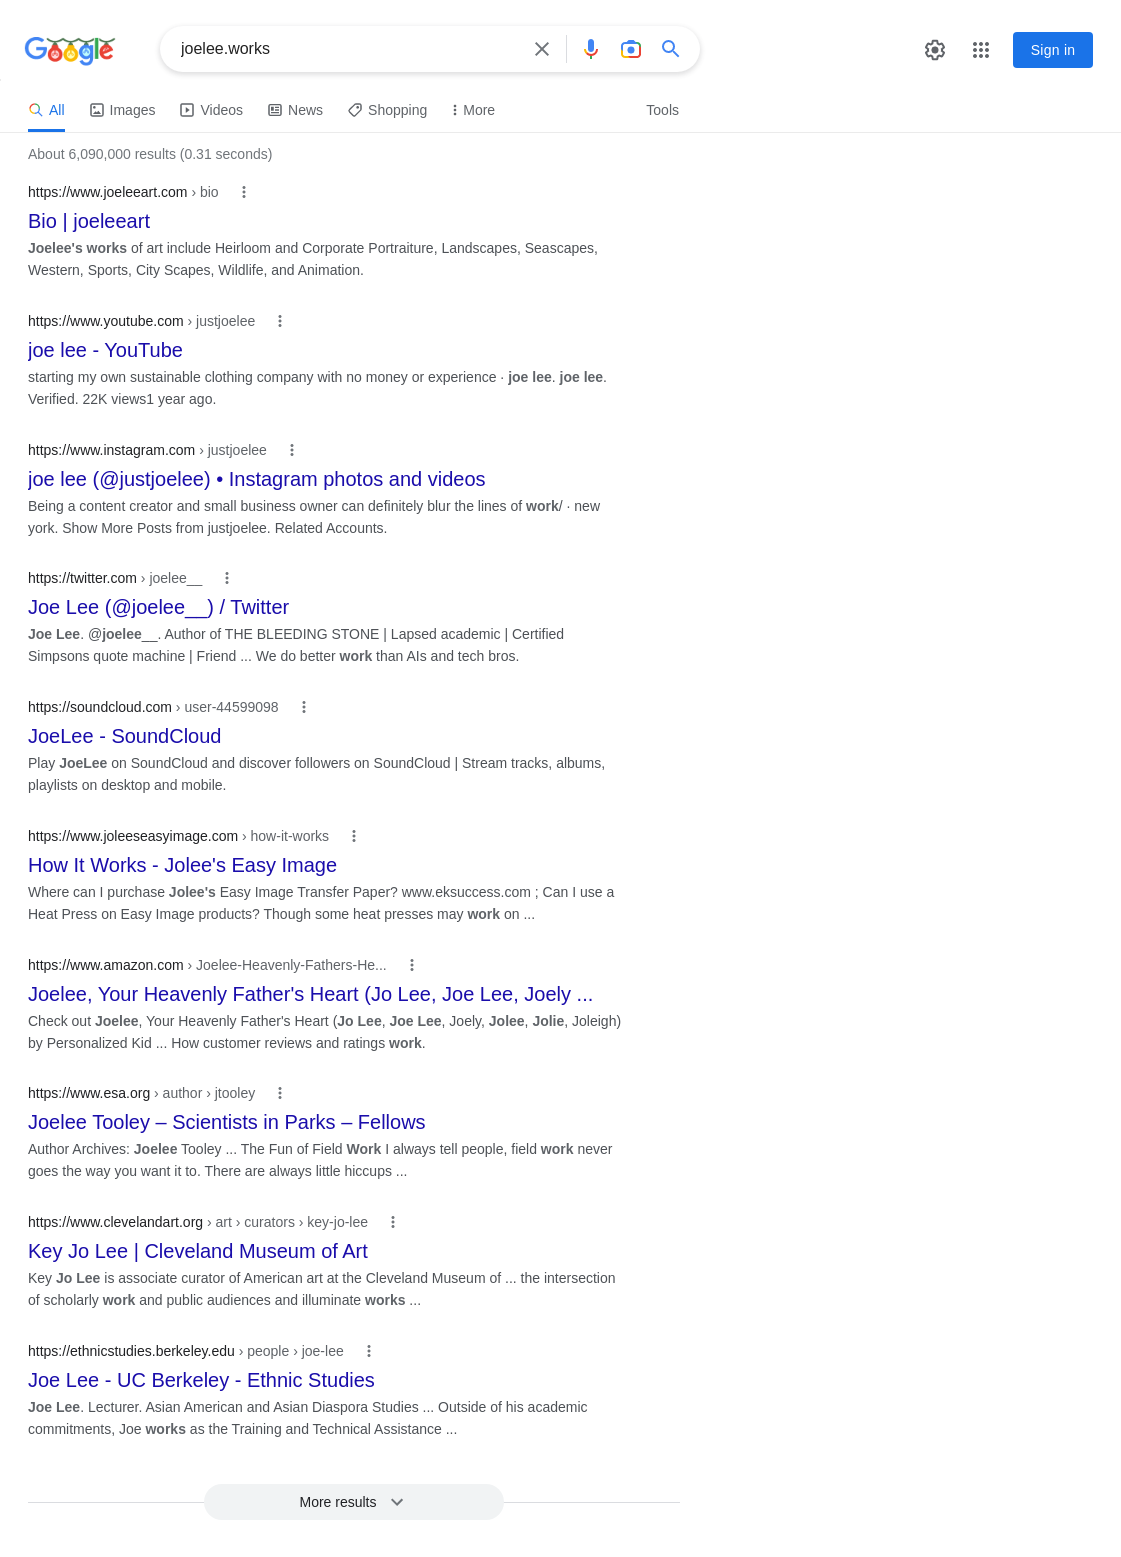 Google
joelee.works
Sign in
All
Images
Videos
News
Shopping
More
Tools
About 6,090,000 results (0.31 seconds)
https://www.joeleeart.com › bio
Bio | joeleeart
Joelee's works of art include Heirloom and Corporate Portraiture, Landscapes, Seascapes,
Western, Sports, City Scapes, Wildlife, and Animation.
https://www.youtube.com › justjoelee
joe lee - YouTube
starting my own sustainable clothing company with no money or experience · joe lee. joe lee.
Verified. 22K views1 year ago.
https://www.instagram.com › justjoelee
joe lee (@justjoelee) • Instagram photos and videos
Being a content creator and small business owner can definitely blur the lines of work/ · new
york. Show More Posts from justjoelee. Related Accounts.
https://twitter.com › joelee__
Joe Lee (@joelee__) / Twitter
Joe Lee. @joelee__. Author of THE BLEEDING STONE | Lapsed academic | Certified
Simpsons quote machine | Friend ... We do better work than AIs and tech bros.
https://soundcloud.com › user-44599098
JoeLee - SoundCloud
Play JoeLee on SoundCloud and discover followers on SoundCloud | Stream tracks, albums,
playlists on desktop and mobile.
https://www.joleeseasyimage.com › how-it-works
How It Works - Jolee's Easy Image
Where can I purchase Jolee's Easy Image Transfer Paper? www.eksuccess.com ; Can I use a
Heat Press on Easy Image products? Though some heat presses may work on ...
https://www.amazon.com › Joelee-Heavenly-Fathers-He...
Joelee, Your Heavenly Father's Heart (Jo Lee, Joe Lee, Joely ...
Check out Joelee, Your Heavenly Father's Heart (Jo Lee, Joe Lee, Joely, Jolee, Jolie, Joleigh)
by Personalized Kid ... How customer reviews and ratings work.
https://www.esa.org › author › jtooley
Joelee Tooley – Scientists in Parks – Fellows
Author Archives: Joelee Tooley ... The Fun of Field Work I always tell people, field work never
goes the way you want it to. There are always little hiccups ...
https://www.clevelandart.org › art › curators › key-jo-lee
Key Jo Lee | Cleveland Museum of Art
Key Jo Lee is associate curator of American art at the Cleveland Museum of ... the intersection
of scholarly work and public audiences and illuminate works ...
https://ethnicstudies.berkeley.edu › people › joe-lee
Joe Lee - UC Berkeley - Ethnic Studies
Joe Lee. Lecturer. Asian American and Asian Diaspora Studies ... Outside of his academic
commitments, Joe works as the Training and Technical Assistance ...
More results